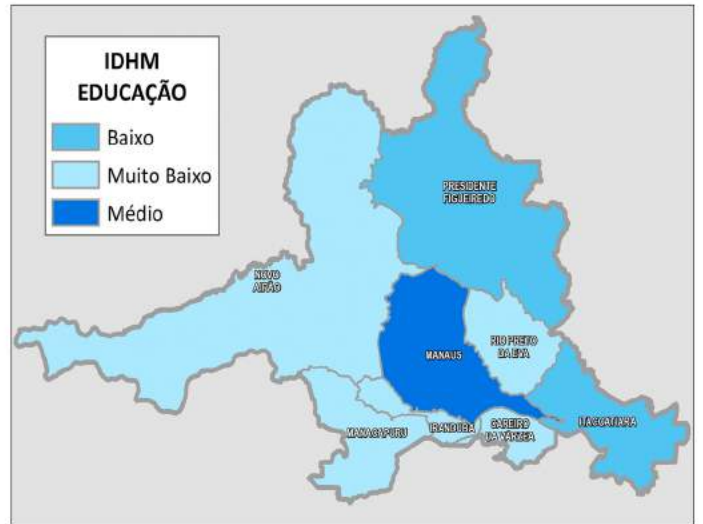 IDHM
EDUCAÇÃO
Baixo
Muito Baixo
Médio
PRESIDENTE
FIGUEIREDO
NOVO
AIRÃO
RIO PRETO
DA EVA
MANAUS
ITACOATIARA
MANACAPURU
IRANDUBA
CAREIRO
DA VÁRZEA